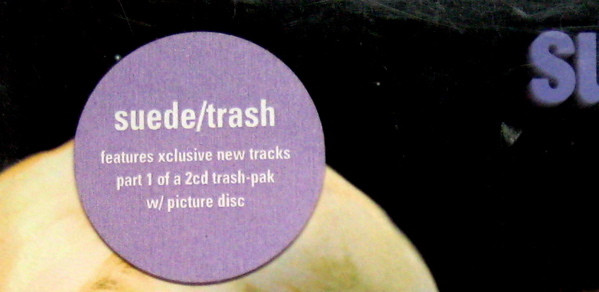 suede/trash
features xclusive new tracks
part 1 of a 2cd trash-pak
w/ picture disc
su